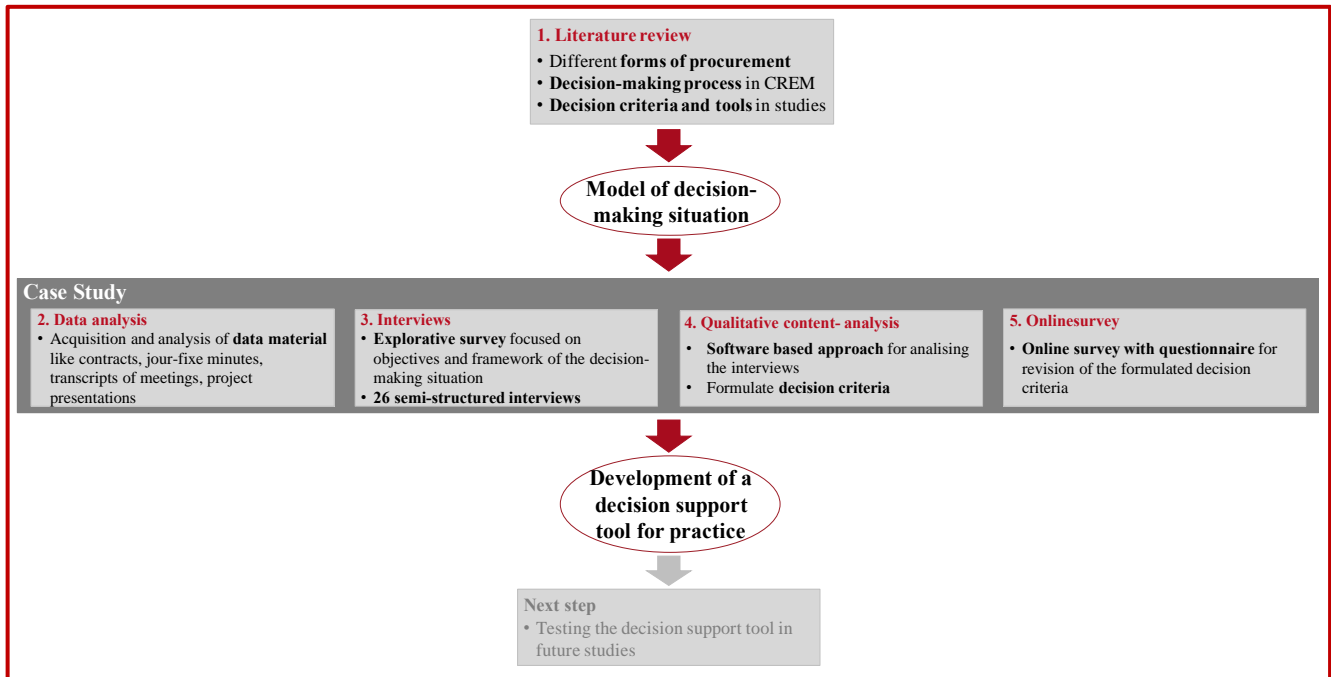 1. Literature review
• Different forms of procurement
• Decision-making process in CREM
• Decision criteria and tools in studies
Model of decision-
making situation
Case Study
2. Data analysis
• Acquisition and analysis of data material
like contracts, jour-fixe minutes,
transcripts of meetings, project
presentations
3. Interviews
• Explorative survey focused on
objectives and framework of the decision-
making situation
• 26 semi-structured interviews
4. Qualitative content- analysis
• Software based approach for analising
the interviews
• Formulate decision criteria
5. Onlinesurvey
• Online survey with questionnaire for
revision of the formulated decision
criteria
Development of a
decision support
tool for practice
Next step
• Testing the decision support tool in
future studies